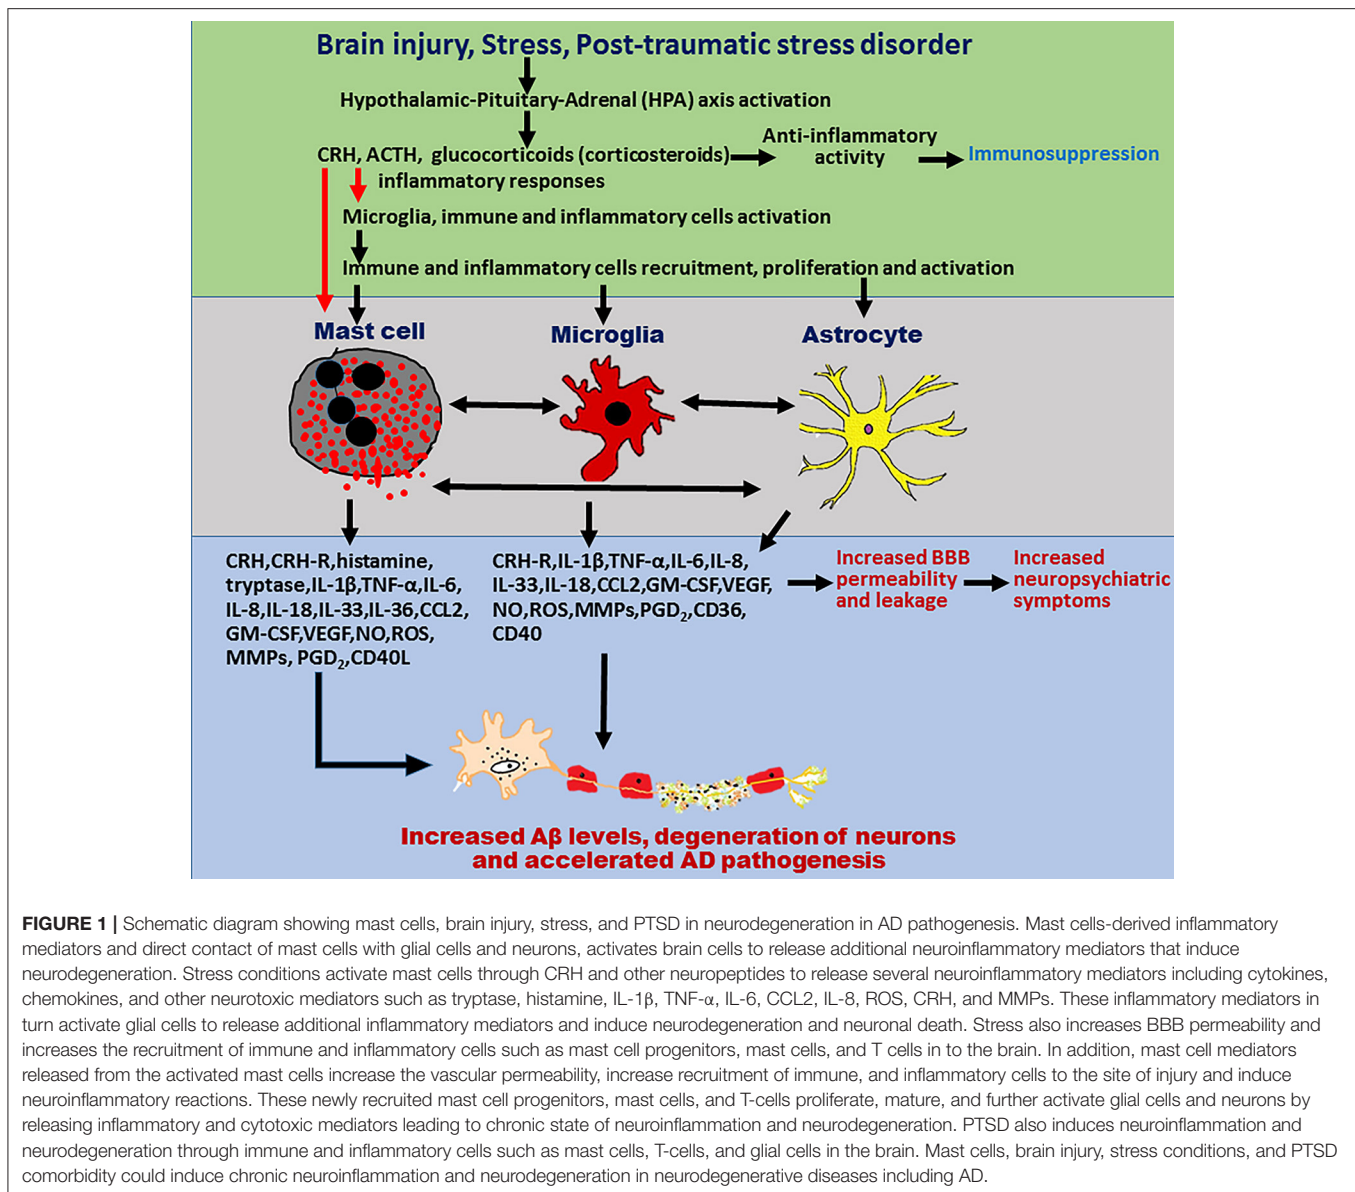 Brain injury, Stress, Post-traumatic stress disorder
Hypothalamic-Pituitary-Adrenal (HPA) axis activation
CRH, ACTH, glucocorticoids (corticosteroids)
Anti-inflammatory
activity
Immunosuppression
inflammatory responses
Microglia, immune and inflammatory cells activation
Immune and inflammatory cells recruitment, proliferation and activation
Mast cell
Microglia
Astrocyte
CRH,CRH-R,histamine,
tryptase,IL-1β,TNF-α,IL-6,
IL-8,IL-18,IL-33,IL-36,CCL2,
GM-CSF,VEGF,NO,ROS,
MMPs, PGD₂,CD40L
CRH-R,IL-1β,TNF-α,IL-6,IL-8,
IL-33,IL-18,CCL2,GM-CSF,VEGF,
NO,ROS,MMPs,PGD₂,CD36,
CD40
Increased BBB
permeability
and leakage
Increased
neuropsychiatric
symptoms
Increased Aβ levels, degeneration of neurons
and accelerated AD pathogenesis
FIGURE 1 | Schematic diagram showing mast cells, brain injury, stress, and PTSD in neurodegeneration in AD pathogenesis. Mast cells-derived inflammatory
mediators and direct contact of mast cells with glial cells and neurons, activates brain cells to release additional neuroinflammatory mediators that induce
neurodegeneration. Stress conditions activate mast cells through CRH and other neuropeptides to release several neuroinflammatory mediators including cytokines,
chemokines, and other neurotoxic mediators such as tryptase, histamine, IL-1β, TNF-α, IL-6, CCL2, IL-8, ROS, CRH, and MMPs. These inflammatory mediators in
turn activate glial cells to release additional inflammatory mediators and induce neurodegeneration and neuronal death. Stress also increases BBB permeability and
increases the recruitment of immune and inflammatory cells such as mast cell progenitors, mast cells, and T cells in to the brain. In addition, mast cell mediators
released from the activated mast cells increase the vascular permeability, increase recruitment of immune, and inflammatory cells to the site of injury and induce
neuroinflammatory reactions. These newly recruited mast cell progenitors, mast cells, and T-cells proliferate, mature, and further activate glial cells and neurons by
releasing inflammatory and cytotoxic mediators leading to chronic state of neuroinflammation and neurodegeneration. PTSD also induces neuroinflammation and
neurodegeneration through immune and inflammatory cells such as mast cells, T-cells, and glial cells in the brain. Mast cells, brain injury, stress conditions, and PTSD
comorbidity could induce chronic neuroinflammation and neurodegeneration in neurodegenerative diseases including AD.